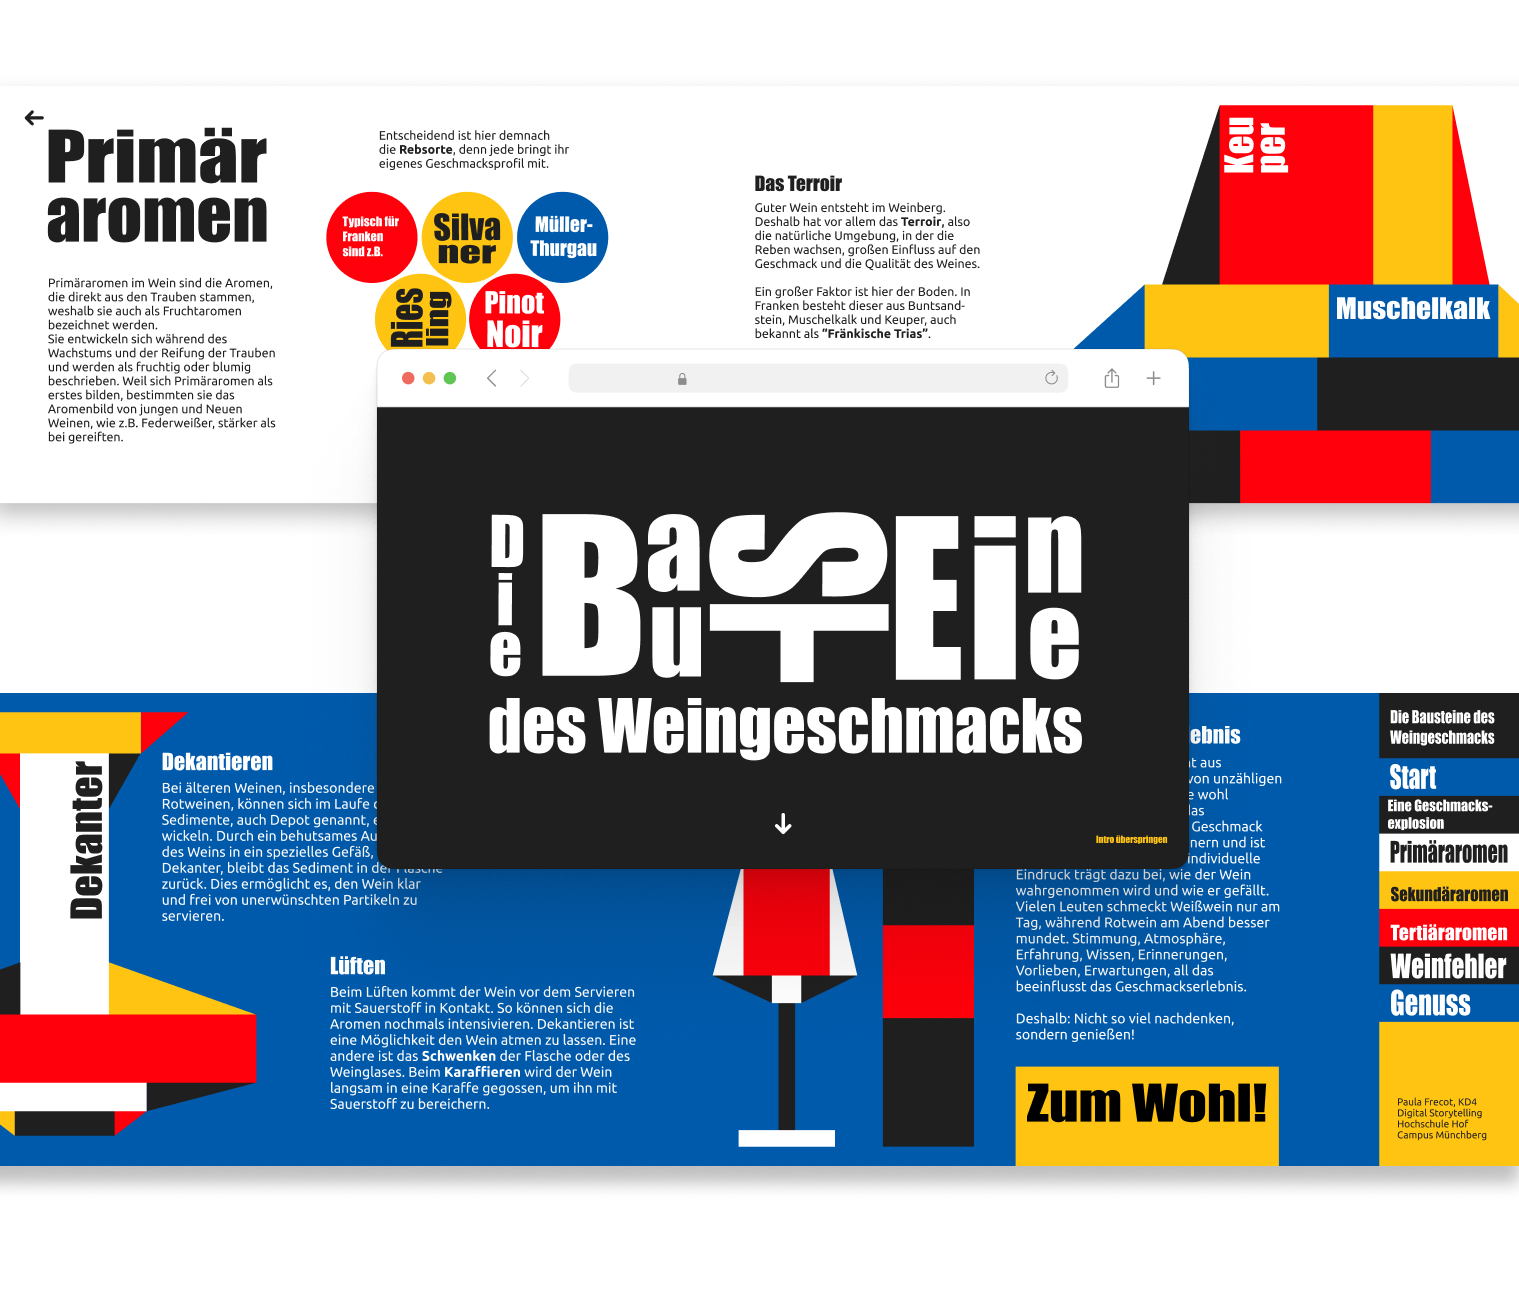 Primär
aromen
Primäraromen im Wein sind die Aromen,
die direkt aus den Trauben stammen,
weshalb sie auch als Fruchtaromen
bezeichnet werden.
Sie entwickeln sich während des
Wachstums und der Reifung der Trauben
und werden als fruchtig oder blumig
beschrieben. Weil sich Primäraromen als
erstes bilden, bestimmten sie das
Aromenbild von jungen und Neuen
Weinen, wie z.B. Federweißer, stärker als
bei gereiften.
Entscheidend ist hier demnach
die Rebsorte, denn jede bringt ihr
eigenes Geschmacksprofil mit.
Typisch für
Franken
sind z.B.
Silva
ner
Müller-
Thurgau
Ries
ling
Pinot
Noir
Das Terroir
Guter Wein entsteht im Weinberg.
Deshalb hat vor allem das Terroir, also
die natürliche Umgebung, in der die
Reben wachsen, großen Einfluss auf den
Geschmack und die Qualität des Weines.
Ein großer Faktor ist hier der Boden. In
Franken besteht dieser aus Buntsand-
stein, Muschelkalk und Keuper, auch
bekannt als “Fränkische Trias”.
Keu
per
Muschelkalk
Die BauSTEine
des Weingeschmacks
Intro überspringen
Dekanter
Dekantieren
Bei älteren Weinen, insbesondere
Rotweinen, können sich im Laufe
Sedimente, auch Depot genannt,
wickeln. Durch ein behutsames
des Weins in ein spezielles Gefäß,
Dekanter, bleibt das Sediment in der Flasche
zurück. Dies ermöglicht es, den Wein klar
und frei von unerwünschten Partikeln zu
servieren.
Lüften
Beim Lüften kommt der Wein vor dem Servieren
mit Sauerstoff in Kontakt. So können sich die
Aromen nochmals intensivieren. Dekantieren ist
eine Möglichkeit den Wein atmen zu lassen. Eine
andere ist das Schwenken der Flasche oder des
Weinglases. Beim Karaffieren wird der Wein
langsam in eine Karaffe gegossen, um ihn mit
Sauerstoff zu bereichern.
ebnis
aus
von unzähligen
wohl
Geschmack
nern und ist
individuelle
Eindruck trägt dazu bei, wie der Wein
wahrgenommen wird und wie er gefällt.
Vielen Leuten schmeckt Weißwein nur am
Tag, während Rotwein am Abend besser
mundet. Stimmung, Atmosphäre,
Erfahrung, Wissen, Erinnerungen,
Vorlieben, Erwartungen, all das
beeinflusst das Geschmackserlebnis.
Deshalb: Nicht so viel nachdenken,
sondern genießen!
Zum Wohl!
Die Bausteine des
Weingeschmacks
Start
Eine Geschmacks-
explosion
Primäraromen
Sekundäraromen
Tertiäraromen
Weinfehler
Genuss
Paula Frecot, KD4
Digital Storytelling
Hochschule Hof
Campus Münchberg